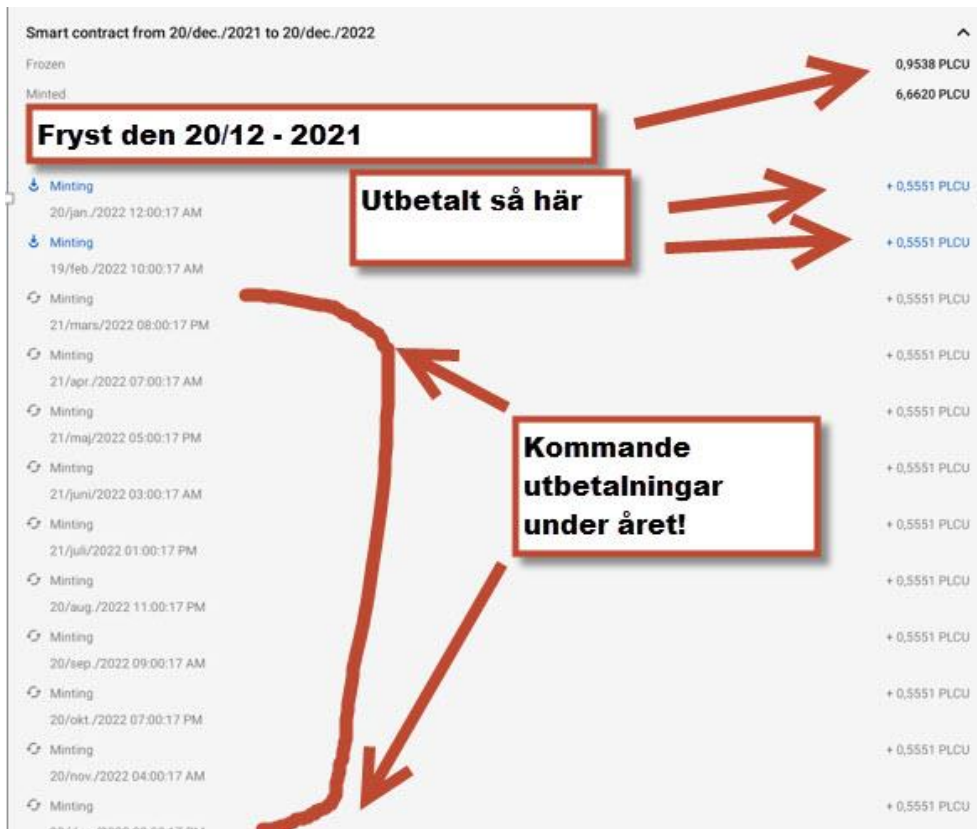 Smart contract from 20/dec./2021 to 20/dec./2022
Frozen 0,9538 PLCU
Minted 6,6620 PLCU
Fryst den 20/12 - 2021
Utbetalt så här
Minting + 0,5551 PLCU
20/jan./2022 12:00:17 AM
Minting + 0,5551 PLCU
19/feb./2022 10:00:17 AM
Minting + 0,5551 PLCU
21/mars/2022 08:00:17 PM
Minting + 0,5551 PLCU
21/apr./2022 07:00:17 AM
Minting + 0,5551 PLCU
21/maj/2022 05:00:17 PM
Kommande
utbetalningar
under året!
Minting + 0,5551 PLCU
21/juni/2022 03:00:17 AM
Minting + 0,5551 PLCU
21/juli/2022 01:00:17 PM
Minting + 0,5551 PLCU
20/aug./2022 11:00:17 PM
Minting + 0,5551 PLCU
20/sep./2022 09:00:17 AM
Minting + 0,5551 PLCU
20/okt./2022 07:00:17 PM
Minting + 0,5551 PLCU
20/nov./2022 04:00:17 AM
Minting + 0,5551 PLCU